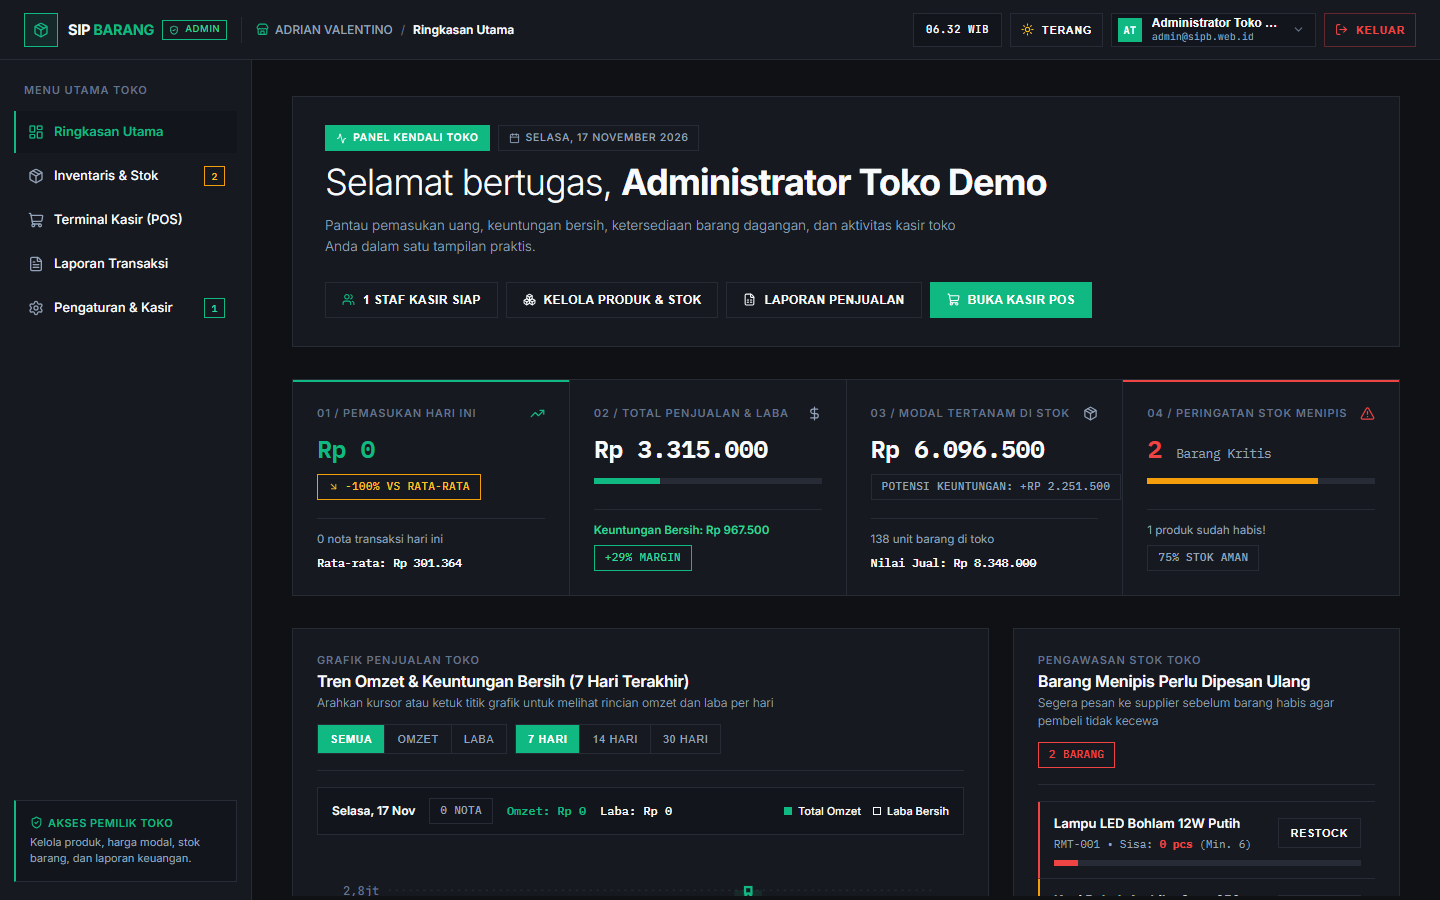 SIP BARANG
ADMIN
ADRIAN VALENTINO / Ringkasan Utama
06.32 WIB
TERANG
AT
Administrator Toko ...
admin@sipb.web.id
KELUAR
MENU UTAMA TOKO
Ringkasan Utama
Inventaris & Stok
2
Terminal Kasir (POS)
Laporan Transaksi
Pengaturan & Kasir
1
AKSES PEMILIK TOKO
Kelola produk, harga modal, stok
barang, dan laporan keuangan.
PANEL KENDALI TOKO
SELASA, 17 NOVEMBER 2026
Selamat bertugas, Administrator Toko Demo
Pantau pemasukan uang, keuntungan bersih, ketersediaan barang dagangan, dan aktivitas kasir toko
Anda dalam satu tampilan praktis.
1 STAF KASIR SIAP
KELOLA PRODUK & STOK
LAPORAN PENJUALAN
BUKA KASIR POS
01 / PEMASUKAN HARI INI
Rp 0
-100% VS RATA-RATA
0 nota transaksi hari ini
Rata-rata: Rp 301.364
02 / TOTAL PENJUALAN & LABA
Rp 3.315.000
Keuntungan Bersih: Rp 967.500
+29% MARGIN
03 / MODAL TERTANAM DI STOK
Rp 6.096.500
POTENSI KEUNTUNGAN: +RP 2.251.500
138 unit barang di toko
Nilai Jual: Rp 8.348.000
04 / PERINGATAN STOK MENIPIS
2 Barang Kritis
1 produk sudah habis!
75% STOK AMAN
GRAFIK PENJUALAN TOKO
Tren Omzet & Keuntungan Bersih (7 Hari Terakhir)
Arahkan kursor atau ketuk titik grafik untuk melihat rincian omzet dan laba per hari
SEMUA
OMZET
LABA
7 HARI
14 HARI
30 HARI
Selasa, 17 Nov
0 NOTA
Omzet: Rp 0
Laba: Rp 0
Total Omzet
Laba Bersih
2,8jt
PENGAWASAN STOK TOKO
Barang Menipis Perlu Dipesan Ulang
Segera pesan ke supplier sebelum barang habis agar
pembeli tidak kecewa
2 BARANG
Lampu LED Bohlam 12W Putih
RMT-001 • Sisa: 0 pcs (Min. 6)
RESTOCK